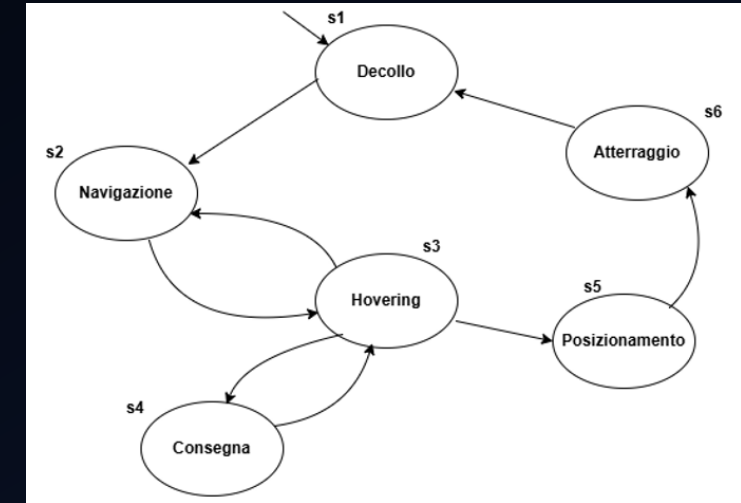 s1
Decollo
s6
Atterraggio
s2
Navigazione
s3
Hovering
s5
Posizionamento
s4
Consegna